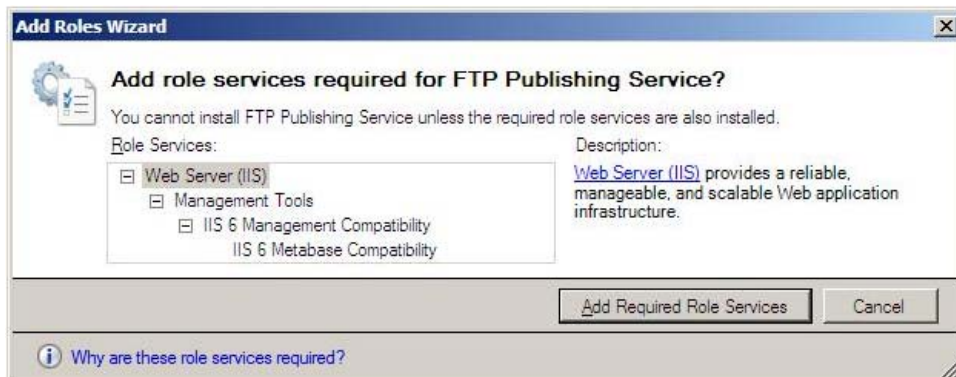 Add Roles Wizard
Add role services required for FTP Publishing Service?
You cannot install FTP Publishing Service unless the required role services are also installed.
Role Services:
Web Server (IIS)
Management Tools
IIS 6 Management Compatibility
IIS 6 Metabase Compatibility
Description:
Web Server (IIS) provides a reliable,
manageable, and scalable Web application
infrastructure.
Add Required Role Services
Cancel
Why are these role services required?